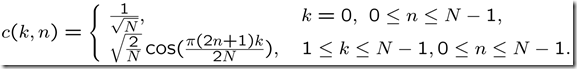 c(k, n) = { 1/√N, k = 0, 0 ≤ n ≤ N − 1,
√(2/N) cos(π(2n+1)k/2N), 1 ≤ k ≤ N − 1, 0 ≤ n ≤ N − 1.